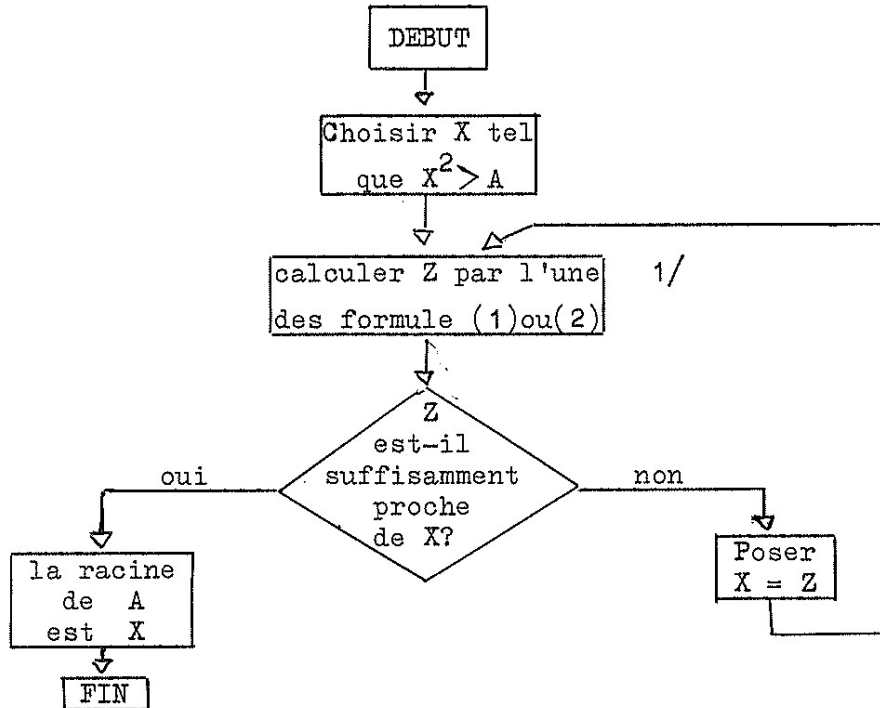 DEBUT
Choisir X tel
que X² > A
calculer Z par l'une
des formule (1)ou(2)
1/
Z
est-il
suffisamment
proche
de X?
oui
non
la racine
de A
est X
Poser
X = Z
FIN